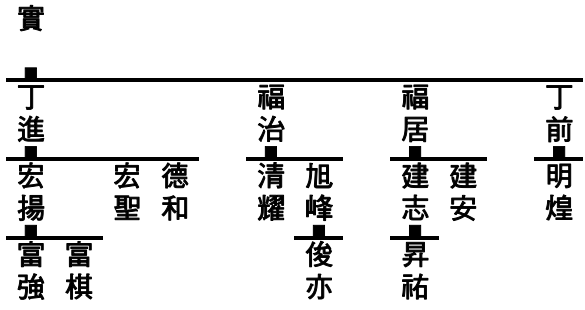 實
丁進 福治 福居 丁前
宏揚 宏聖 德和 清耀 旭峰 建志 建安 明煌
富強 富棋 俊亦 昇祐